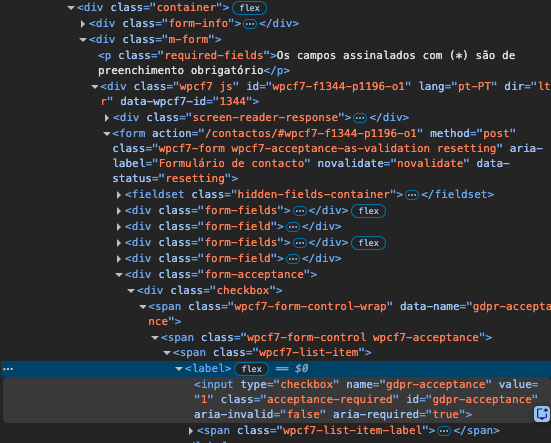 ▼<div class="container"> flex
▶<div class="form-info">⋯</div>
▼<div class="m-form">
<p class="required-fields">Os campos assinalados com (*) são de
preenchimento obrigatório</p>
▼<div class="wpcf7 js" id="wpcf7-f1344-p1196-o1" lang="pt-PT" dir="lt
r" data-wpcf7-id="1344">
▶<div class="screen-reader-response">⋯</div>
▼<form action="/contactos/#wpcf7-f1344-p1196-o1" method="post"
class="wpcf7-form wpcf7-acceptance-as-validation resetting" aria-
label="Formulário de contacto" novalidate="novalidate" data-
status="resetting">
▶<fieldset class="hidden-fields-container">⋯</fieldset>
▶<div class="form-fields">⋯</div> flex
▶<div class="form-field">⋯</div>
▶<div class="form-fields">⋯</div> flex
▶<div class="form-field">⋯</div>
▼<div class="form-acceptance">
▼<div class="checkbox">
▼<span class="wpcf7-form-control-wrap" data-name="gdpr-accepta
nce">
▼<span class="wpcf7-form-control wpcf7-acceptance">
▼<span class="wpcf7-list-item">
⋯ ▼<label> flex == $0
<input type="checkbox" name="gdpr-acceptance" value=
"1" class="acceptance-required" id="gdpr-acceptance"
aria-invalid="false" aria-required="true">
▶<span class="wpcf7-list-item-label">⋯</span>